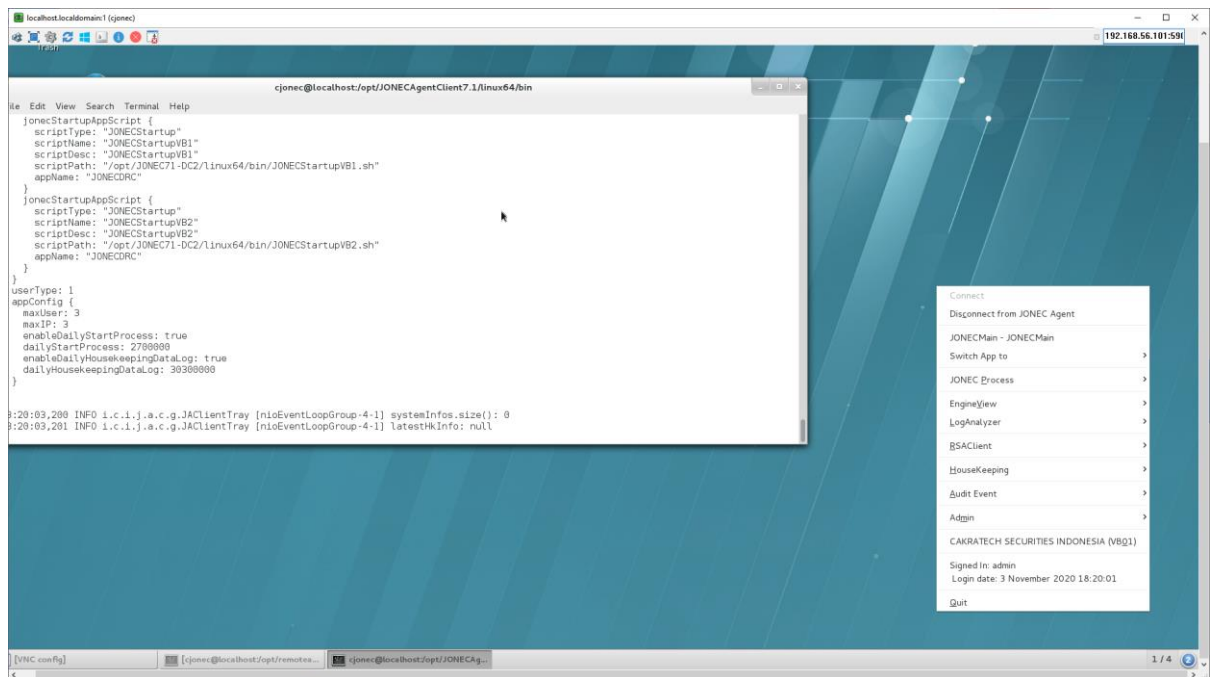 localhost.localdomain:1 (cjonec)
192.168.56.101:590
Trash
cjonec@localhost:/opt/JONECAgentClient7.1/linux64/bin
ile Edit View Search Terminal Help
jonecStartupAppScript {
scriptType: "JONECStartup"
scriptName: "JONECStartupVB1"
scriptDesc: "JONECStartupVB1"
scriptPath: "/opt/JONEC71-DC2/linux64/bin/JONECStartupVB1.sh"
appName: "JONECDRC"
}
jonecStartupAppScript {
scriptType: "JONECStartup"
scriptName: "JONECStartupVB2"
scriptDesc: "JONECStartupVB2"
scriptPath: "/opt/JONEC71-DC2/linux64/bin/JONECStartupVB2.sh"
appName: "JONECDRC"
}
}
userType: 1
appConfig {
maxUser: 3
maxIP: 3
enableDailyStartProcess: true
dailyStartProcess: 2700000
enableDailyHousekeepingDataLog: true
dailyHousekeepingDataLog: 30300000
}
:20:03,200 INFO i.c.i.j.a.c.g.JAClientTray [nioEventLoopGroup-4-1] systemInfos.size(): 0
:20:03,201 INFO i.c.i.j.a.c.g.JAClientTray [nioEventLoopGroup-4-1] latestHkInfo: null
Connect
Disconnect from JONEC Agent
JONECMain - JONECMain
Switch App to
JONEC Process
EngineView
LogAnalyzer
RSAClient
HouseKeeping
Audit Event
Admin
CAKRATECH SECURITIES INDONESIA (VB01)
Signed In: admin
Login date: 3 November 2020 18:20:01
Quit
[VNC config]
[cjonec@localhost:/opt/remotea...
cjonec@localhost:/opt/JONECAg...
1 / 4
2